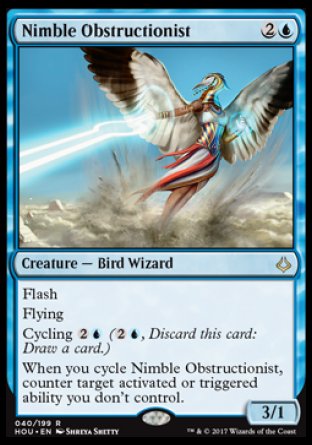 Nimble Obstructionist 2
Creature — Bird Wizard
Flash
Flying
Cycling 2 (2, Discard this card:
Draw a card.)
When you cycle Nimble Obstructionist,
counter target activated or triggered
ability you don't control.
3/1
040/199 R
HOU • EN SHREYA SHETTY
™ & © 2017 Wizards of the Coast